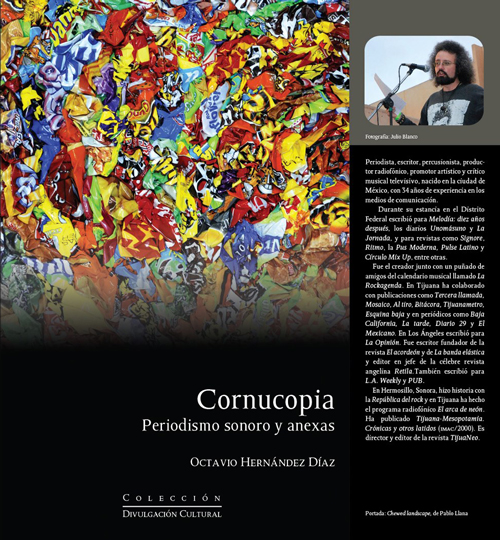 Cornucopia
Periodismo sonoro y anexas
OCTAVIO HERNÁNDEZ DÍAZ
COLECCIÓN
DIVULGACIÓN CULTURAL
Fotografía: Julio Blanco
Periodista, escritor, percusionista, produc-
tor radiofónico, promotor artístico y crítico
musical televisivo, nacido en la ciudad de
México, con 34 años de experiencia en los
medios de comunicación.
Durante su estancia en el Distrito
Federal escribió para Melodía: diez años
después, los diarios Unomásuno y La
Jornada, y para revistas como Signore,
Ritmo, la Pus Moderna, Pulse Latino y
Círculo Mix Up, entre otras.
Fue el creador junto con un puñado de
amigos del calendario musical llamado La
Rockagenda. En Tijuana ha colaborado
con publicaciones como Tercera llamada,
Mosaico, Al tiro, Bitácora, Tijuanametro,
Esquina baja y en periódicos como Baja
California, La tarde, Diario 29 y El
Mexicano. En Los Ángeles escribió para
La Opinión. Fue escritor fundador de la
revista El acordeón y de La banda elástica
y editor en jefe de la célebre revista
angelina Retila.También escribió para
L.A. Weekly y PUB.
En Hermosillo, Sonora, hizo historia con
la República del rock y en Tijuana ha hecho
el programa radiofónico El arca de neón.
Ha publicado Tijuana-Mesopotamia.
Crónicas y otros latidos (IMAC/2000). Es
director y editor de la revista TijuaNeo.
Portada: Chewed landscape, de Pablo Llana